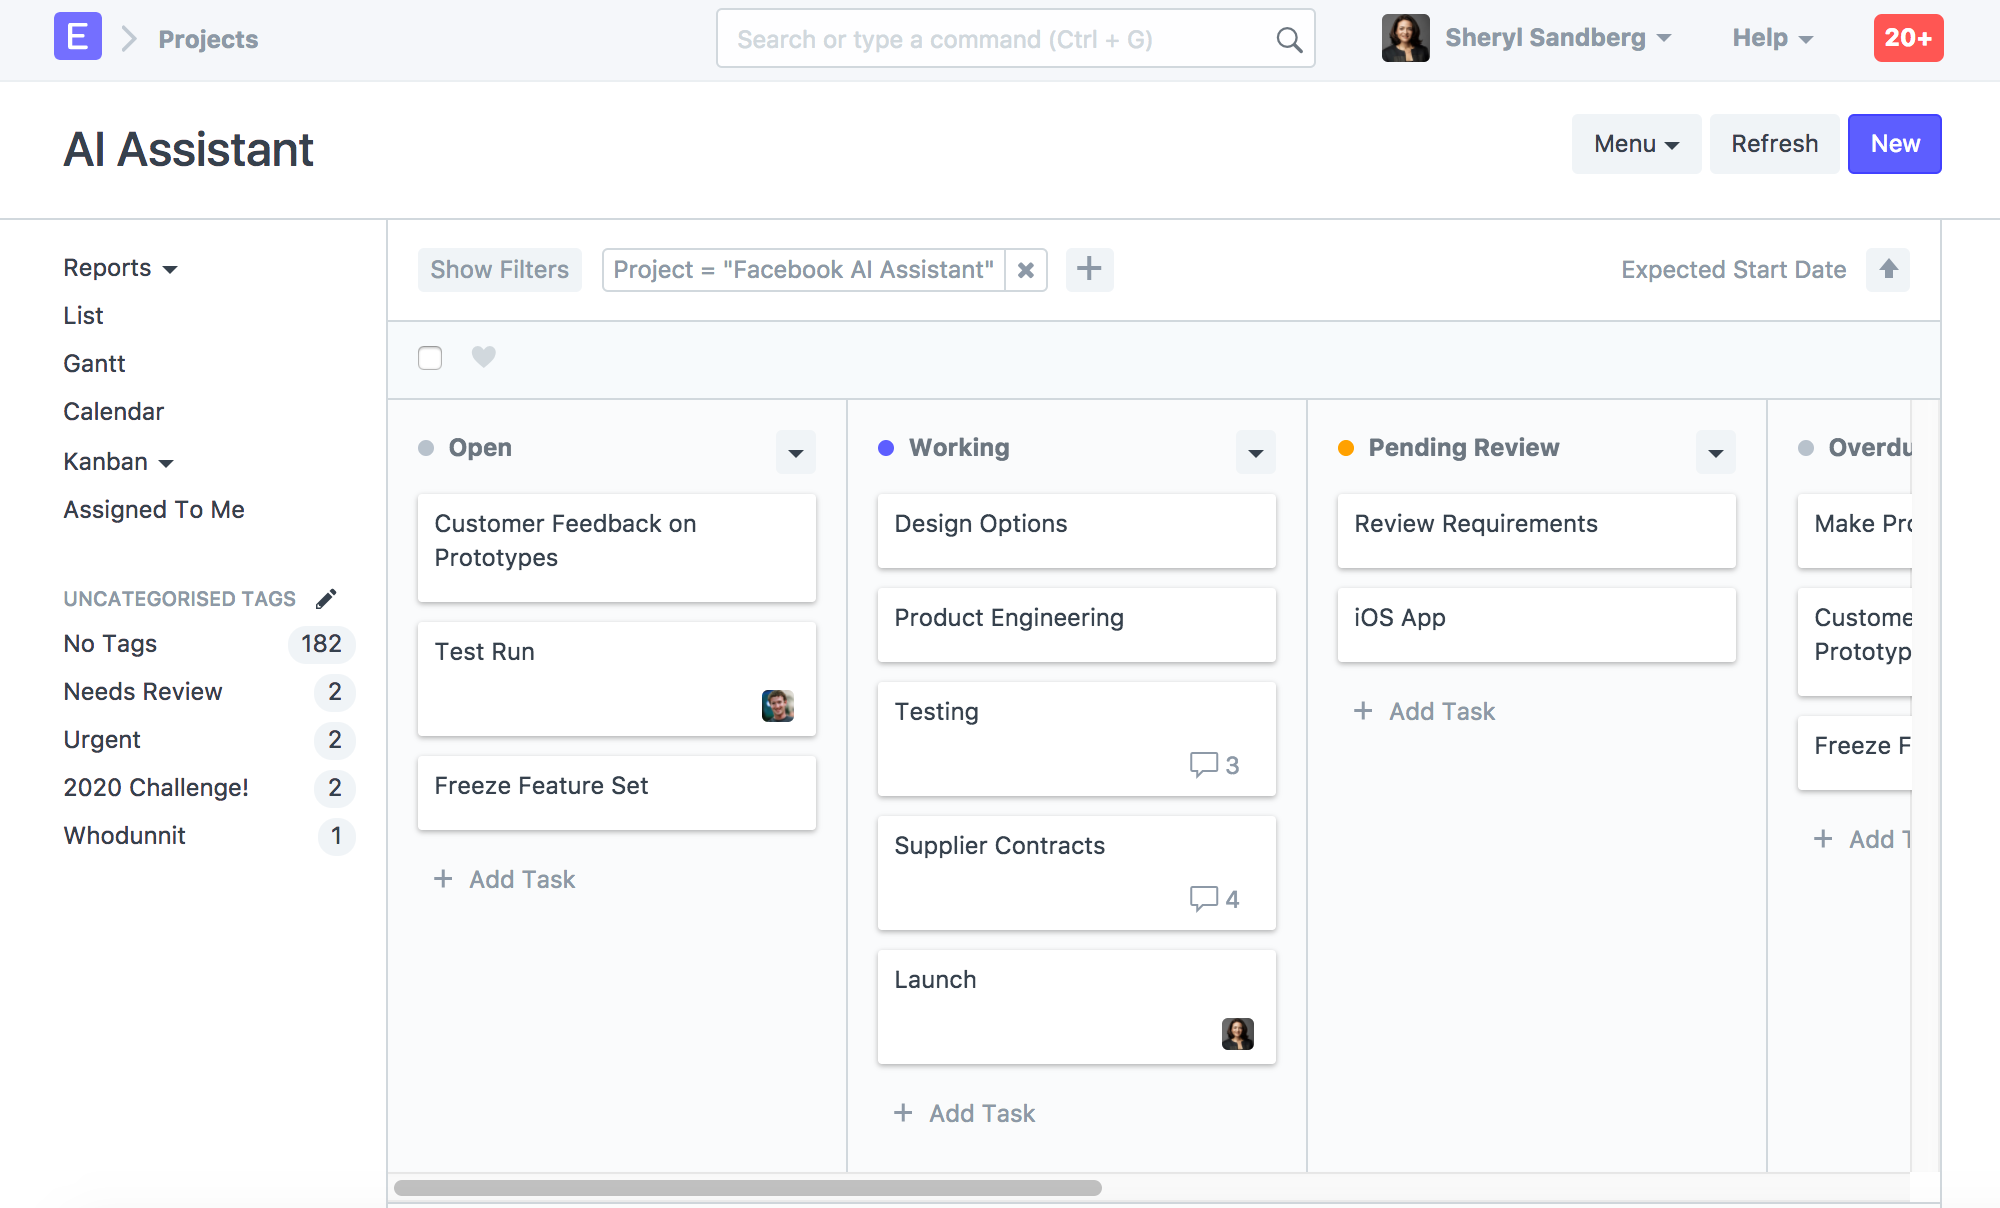 E Projects
Search or type a command (Ctrl + G)
Sheryl Sandberg
Help
20+
AI Assistant
Menu
Refresh
New
Reports
List
Gantt
Calendar
Kanban
Assigned To Me
UNCATEGORISED TAGS
No Tags 182
Needs Review 2
Urgent 2
2020 Challenge! 2
Whodunnit 1
Show Filters
Project = "Facebook AI Assistant"
Expected Start Date
Open
Customer Feedback on
Prototypes
Test Run
Freeze Feature Set
+ Add Task
Working
Design Options
Product Engineering
Testing
3
Supplier Contracts
4
Launch
+ Add Task
Pending Review
Review Requirements
iOS App
+ Add Task
Make
Freeze
+ Add